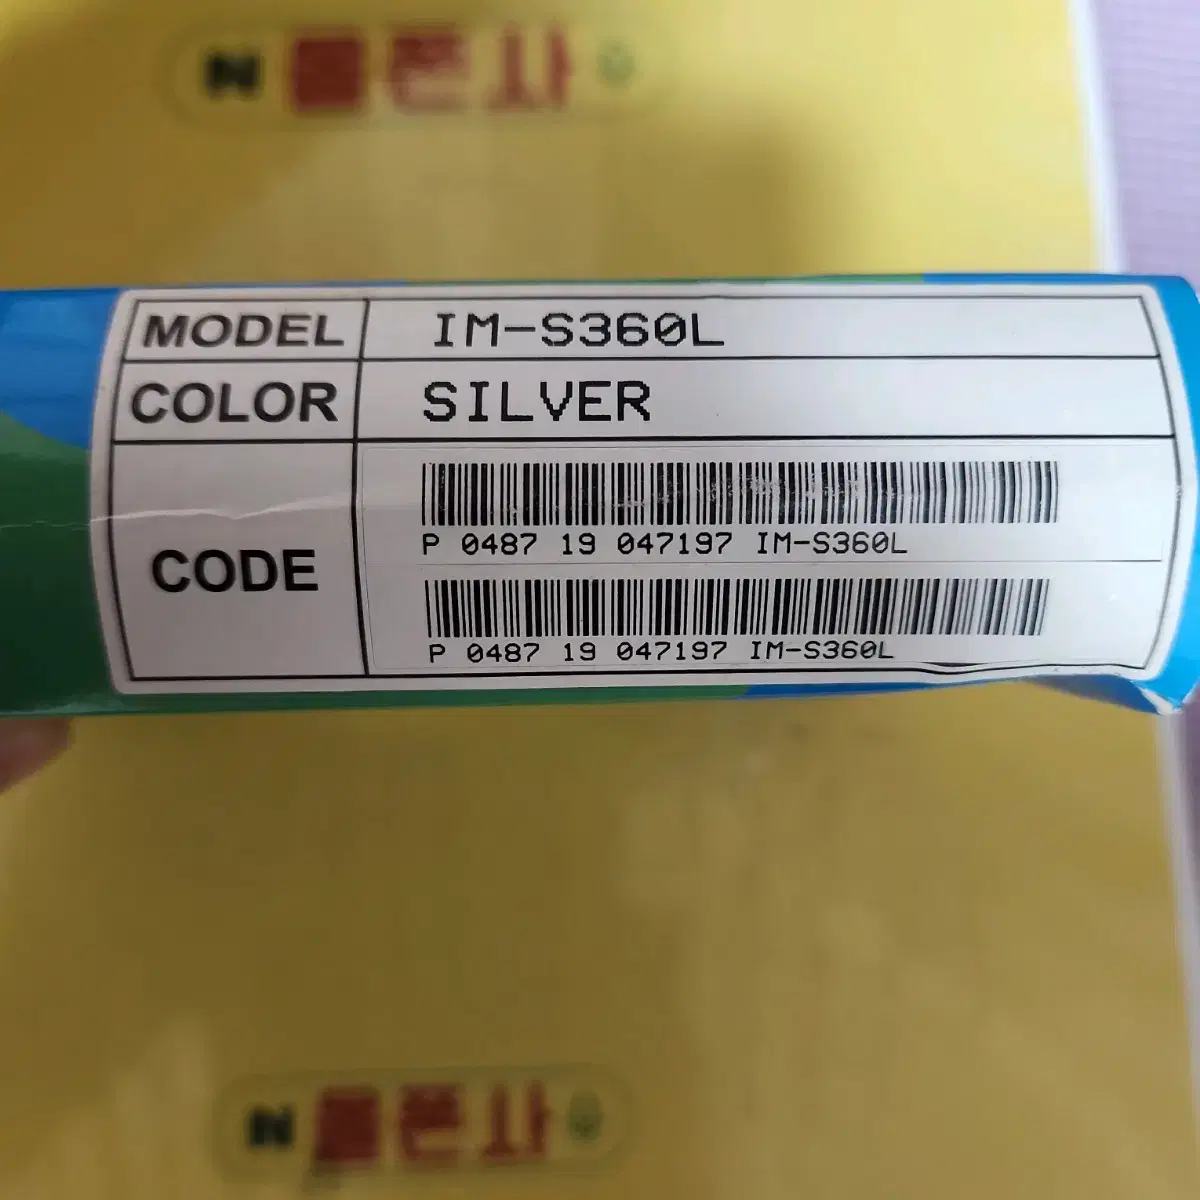 MODEL IM-S360L
COLOR SILVER
CODE
P 0487 19 047197 IM-S360L
P 0487 19 047197 IM-S360L